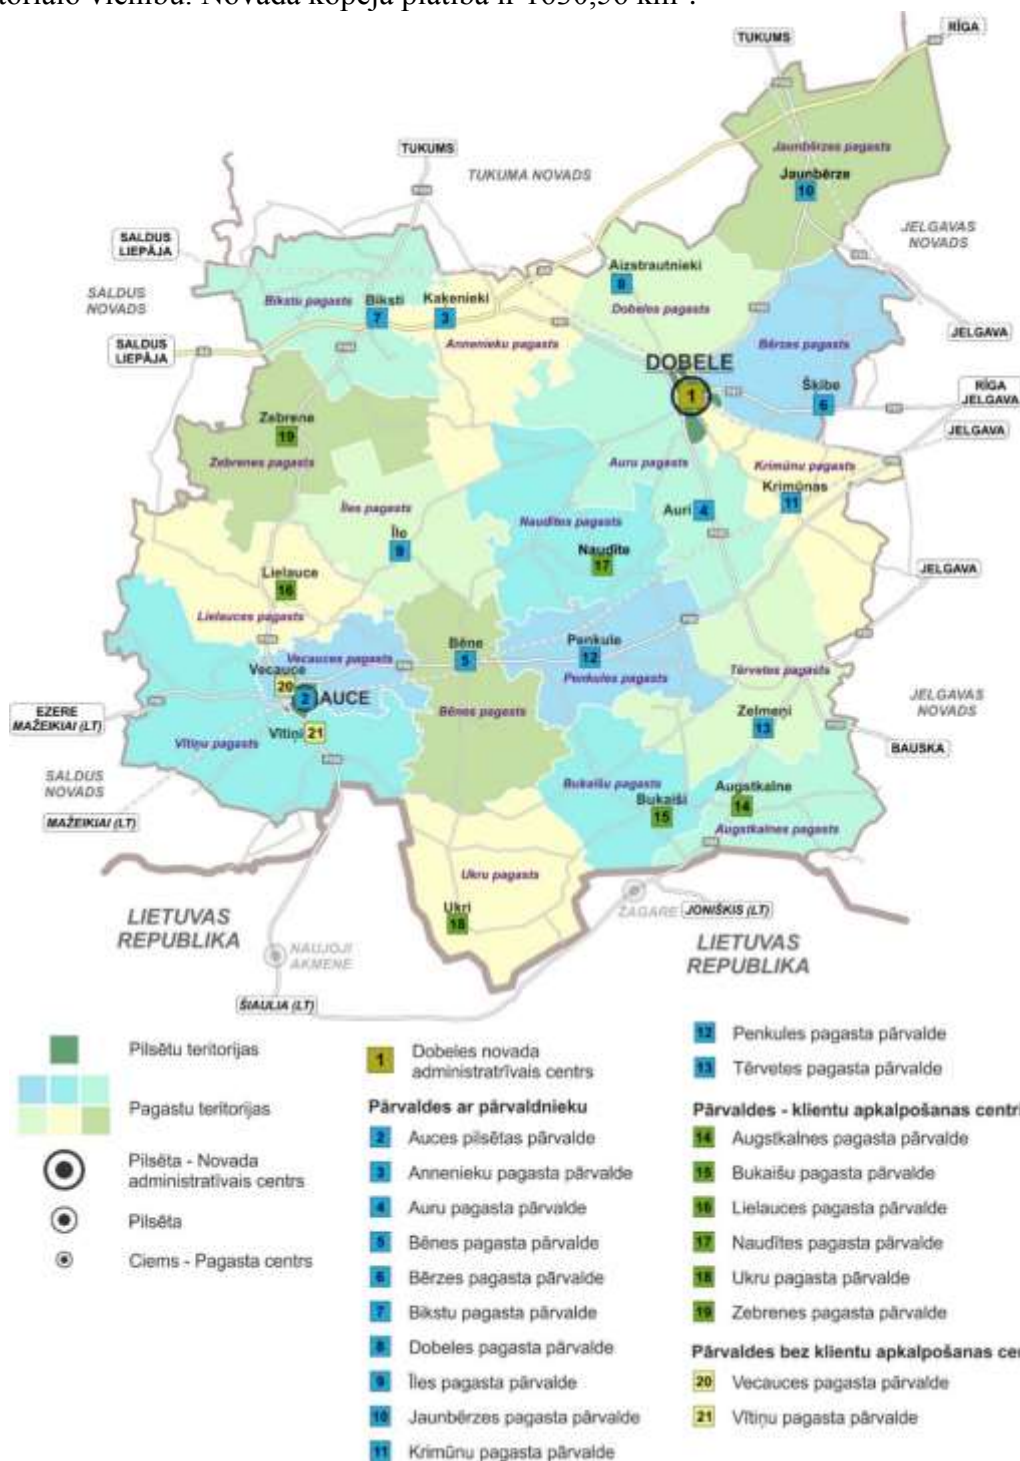 vienību. Novada kopējā platība ir 1630,56 km².
TUKUMS
RĪGA
TUKUMS
TUKUMA NOVADS
Jaunbērzes pagasts
Jaunbērze
10
JELGAVAS
NOVADS
SALDUS
LIEPĀJA
SALDUS
NOVADS
Bikstu pagasts
Biksti
7
Kaķenieki
3
Annenieku pagasts
Aizstrautnieki
8
Dobeles pagasts
Bērzes pagasts
JELGAVA
SALDUS
LIEPĀJA
DOBELE
1
Šķibe
6
RĪGA
JELGAVA
JELGAVA
Zebrene
19
Zebrenes pagasts
Auru pagasts
Krimūnu pagasts
Krimūnas
11
Īles pagasts
Īle
9
Naudītes pagasts
Auri
4
Naudīte
17
JELGAVA
Lielauce
16
Lielauces pagasts
Vecauces pagasts
Vecauce
20
2
AUCE
Bēne
5
Penkule
12
Penkules pagasts
Tērvetes pagasts
EZERE
MAŽEIKIAI (LT)
Vītiņu pagasts
Vītiņi
21
Bēnes pagasts
Zelmeņi
13
JELGAVAS
NOVADS
BAUSKA
SALDUS
NOVADS
MAŽEIKIAI (LT)
Bukaišu pagasts
Bukaiši
15
Augstkalne
14
Augstkalnes pagasts
Ukru pagasts
Ukri
18
LIETUVAS
REPUBLIKA
NAUJOJI
AKMENE
ŽAGARE
JONIŠKIS (LT)
LIETUVAS
REPUBLIKA
ŠIAULIA (LT)
Pilsētu teritorijas
Pagastu teritorijas
Pilsēta - Novada
administratīvais centrs
Pilsēta
Ciems - Pagasta centrs
1 Dobeles novada
administratrīvais centrs
Pārvaldes ar pārvaldnieku
2 Auces pilsētas pārvalde
3 Annenieku pagasta pārvalde
4 Auru pagasta pārvalde
5 Bēnes pagasta pārvalde
6 Bērzes pagasta pārvalde
7 Bikstu pagasta pārvalde
8 Dobeles pagasta pārvalde
9 Īles pagasta pārvalde
10 Jaunbērzes pagasta pārvalde
11 Krimūnu pagasta pārvalde
12 Penkules pagasta pārvalde
13 Tērvetes pagasta pārvalde
Pārvaldes - klientu apkalpošanas centri
14 Augstkalnes pagasta pārvalde
15 Bukaišu pagasta pārvalde
16 Lielauces pagasta pārvalde
17 Naudītes pagasta pārvalde
18 Ukru pagasta pārvalde
19 Zebrenes pagasta pārvalde
Pārvaldes bez klientu apkalpošanas cen
20 Vecauces pagasta pārvalde
21 Vītiņu pagasta pārvalde